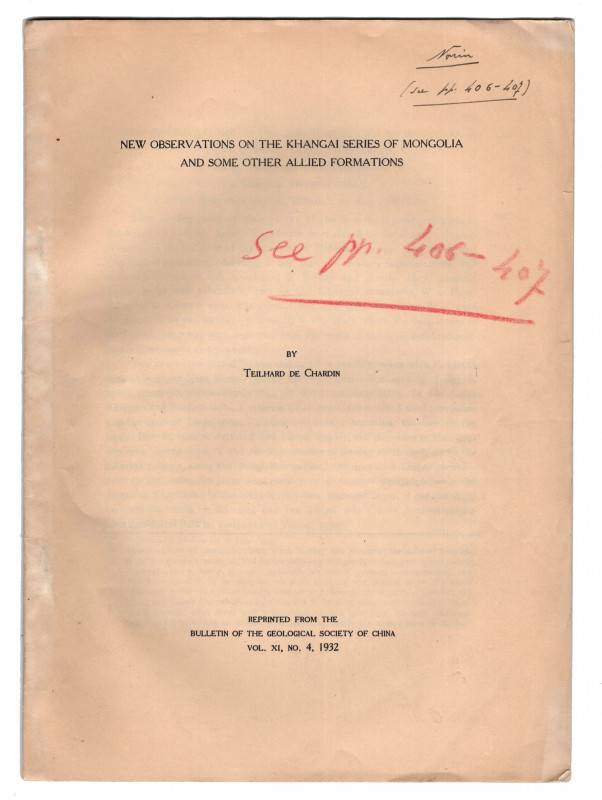 Norin
(see pp. 406-407)
NEW OBSERVATIONS ON THE KHANGAI SERIES OF MONGOLIA
AND SOME OTHER ALLIED FORMATIONS
See pp. 406-407
BY
TEILHARD DE CHARDIN
REPRINTED FROM THE
BULLETIN OF THE GEOLOGICAL SOCIETY OF CHINA
VOL. XI, NO. 4, 1932